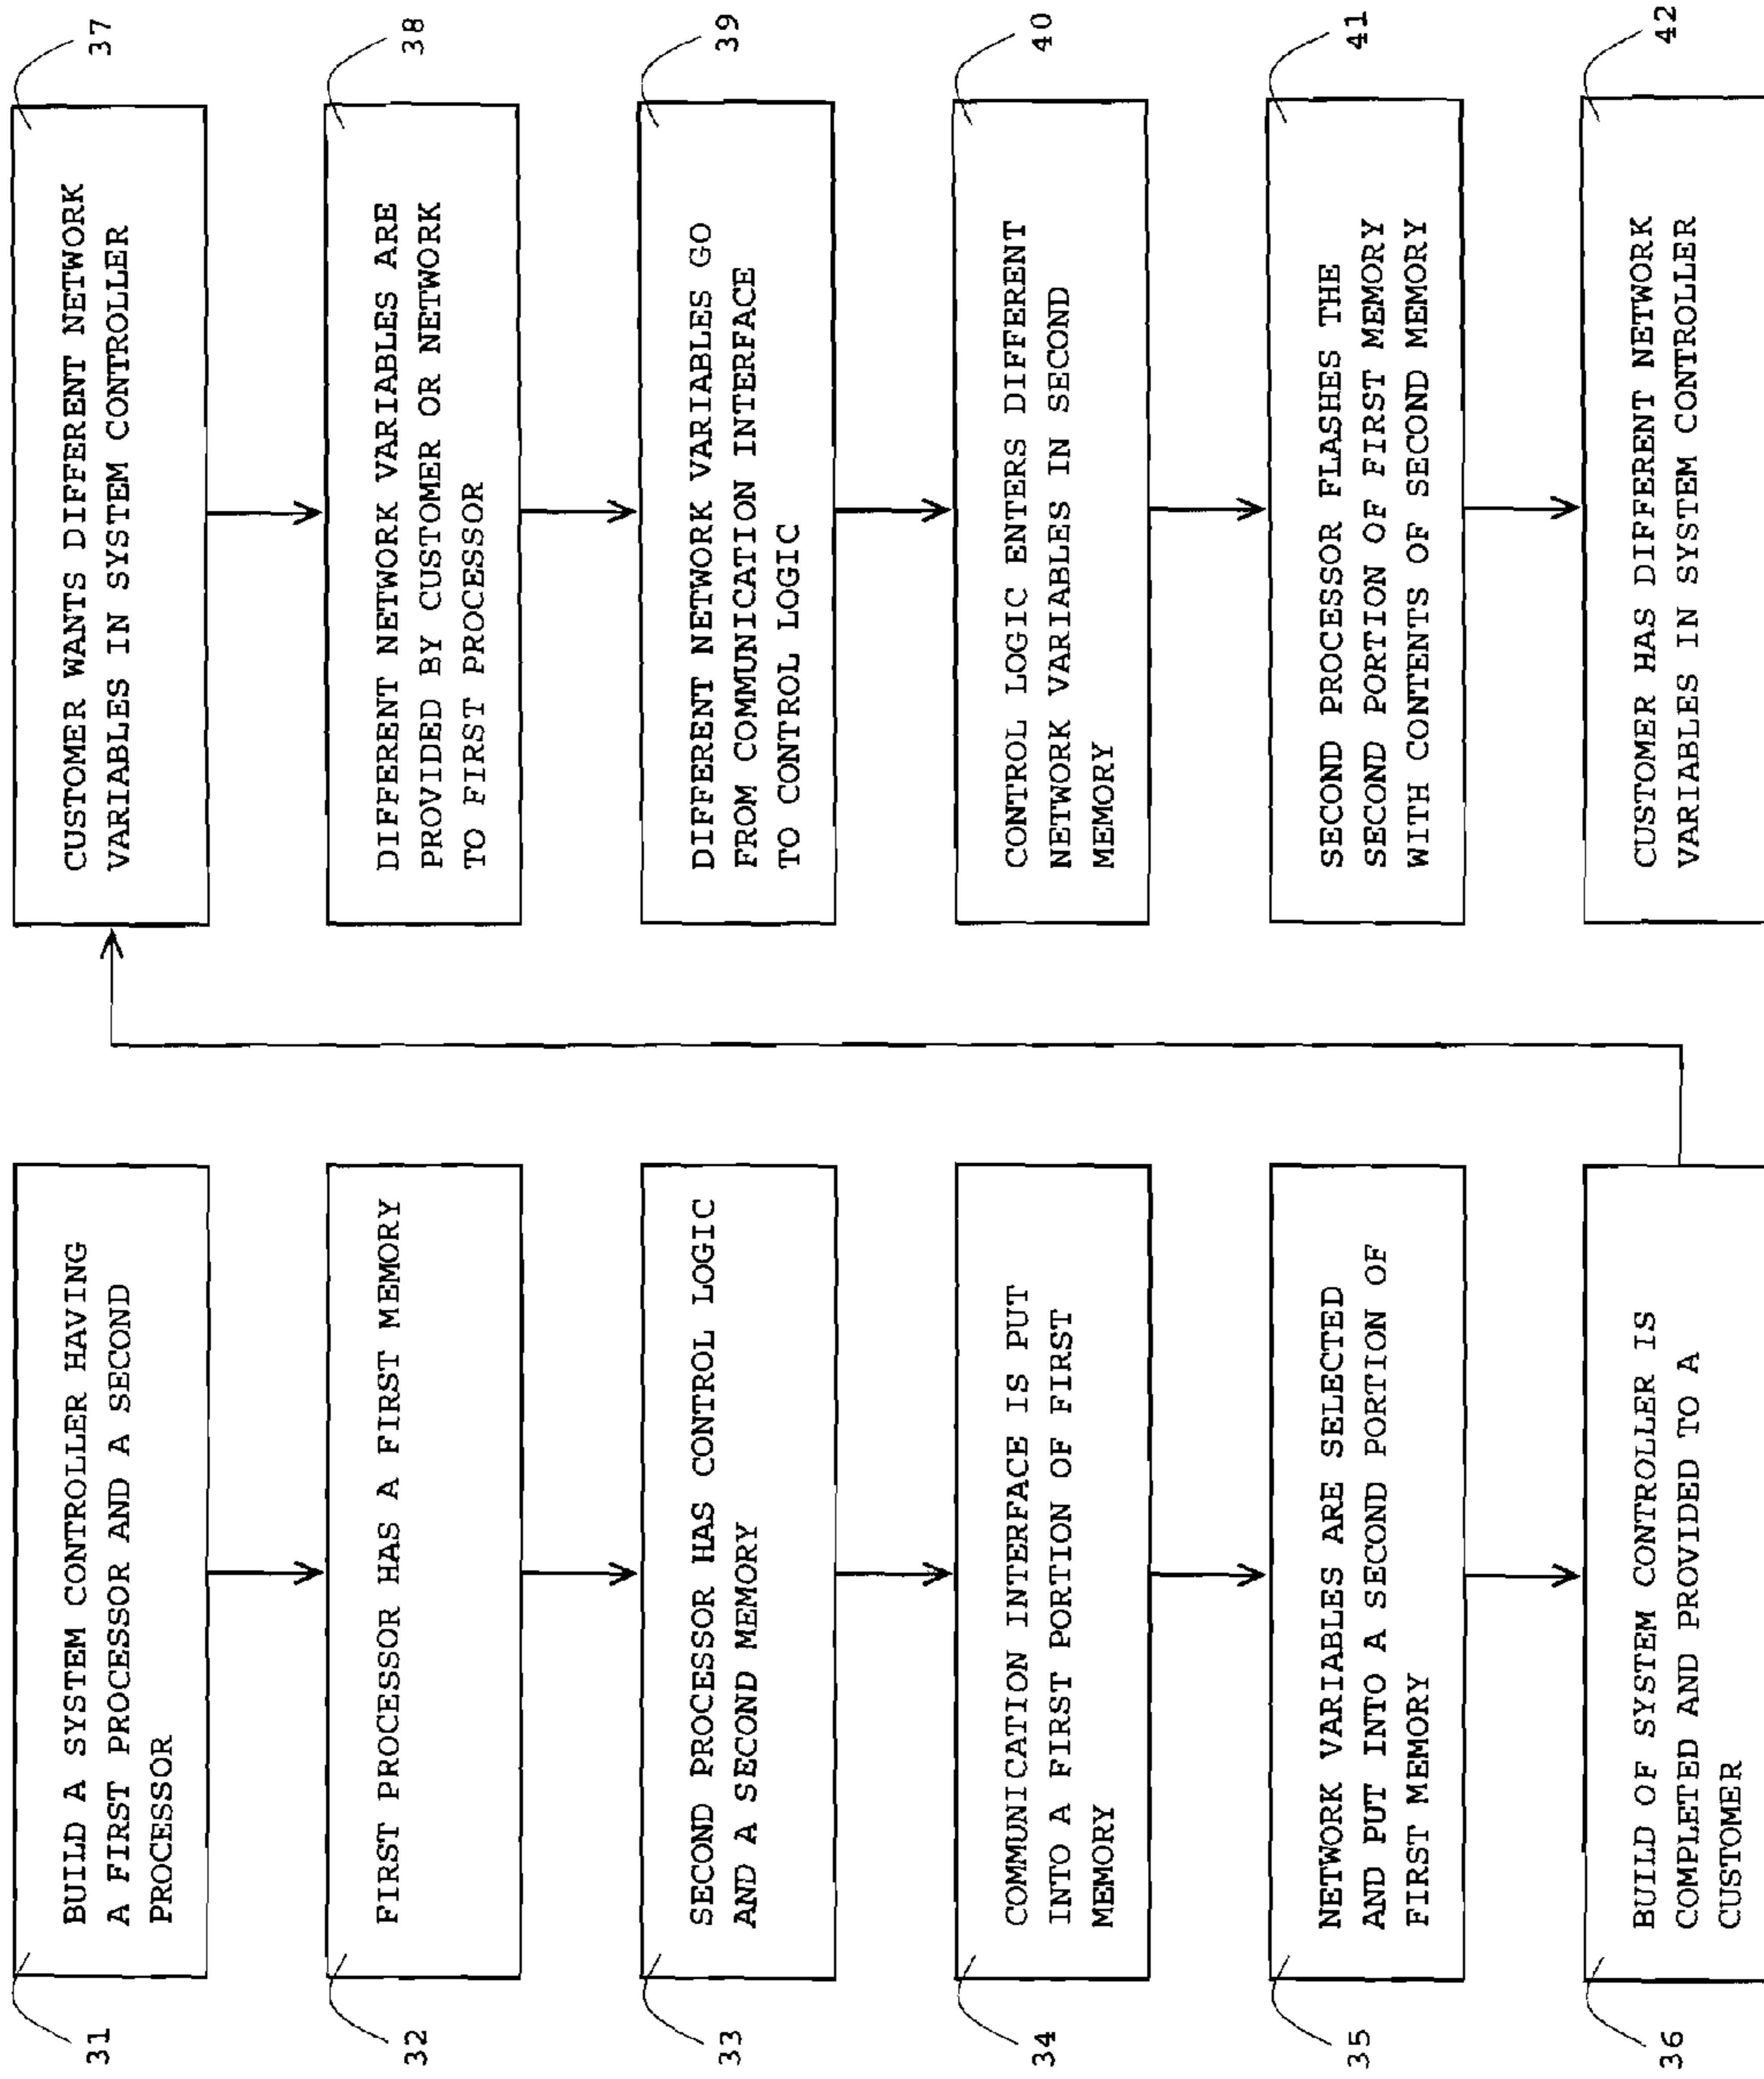 31
BUILD A SYSTEM CONTROLLER HAVING
A FIRST PROCESSOR AND A SECOND
PROCESSOR
32
FIRST PROCESSOR HAS A FIRST MEMORY
33
SECOND PROCESSOR HAS CONTROL LOGIC
AND A SECOND MEMORY
34
COMMUNICATION INTERFACE IS PUT
INTO A FIRST PORTION OF FIRST
MEMORY
35
NETWORK VARIABLES ARE SELECTED
AND PUT INTO A SECOND PORTION OF
FIRST MEMORY
36
BUILD OF SYSTEM CONTROLLER IS
COMPLETED AND PROVIDED TO A
CUSTOMER
37
CUSTOMER WANTS DIFFERENT NETWORK
VARIABLES IN SYSTEM CONTROLLER
38
DIFFERENT NETWORK VARIABLES ARE
PROVIDED BY CUSTOMER OR NETWORK
TO FIRST PROCESSOR
39
DIFFERENT NETWORK VARIABLES GO
FROM COMMUNICATION INTERFACE
TO CONTROL LOGIC
40
CONTROL LOGIC ENTERS DIFFERENT
NETWORK VARIABLES IN SECOND
MEMORY
41
SECOND PROCESSOR FLASHES THE
SECOND PORTION OF FIRST MEMORY
WITH CONTENTS OF SECOND MEMORY
42
CUSTOMER HAS DIFFERENT NETWORK
VARIABLES IN SYSTEM CONTROLLER